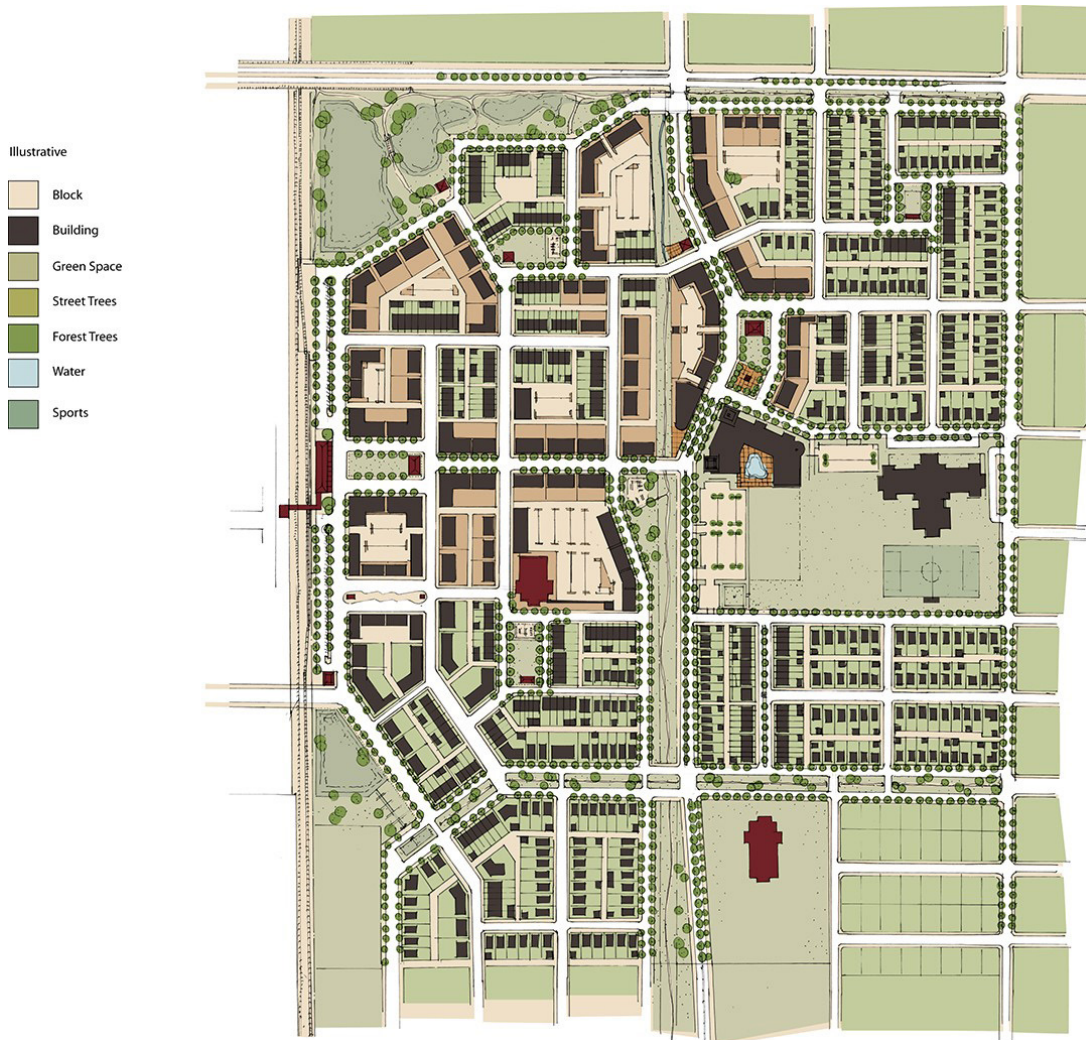 Illustrative
Block
Building
Green Space
Street Trees
Forest Trees
Water
Sports